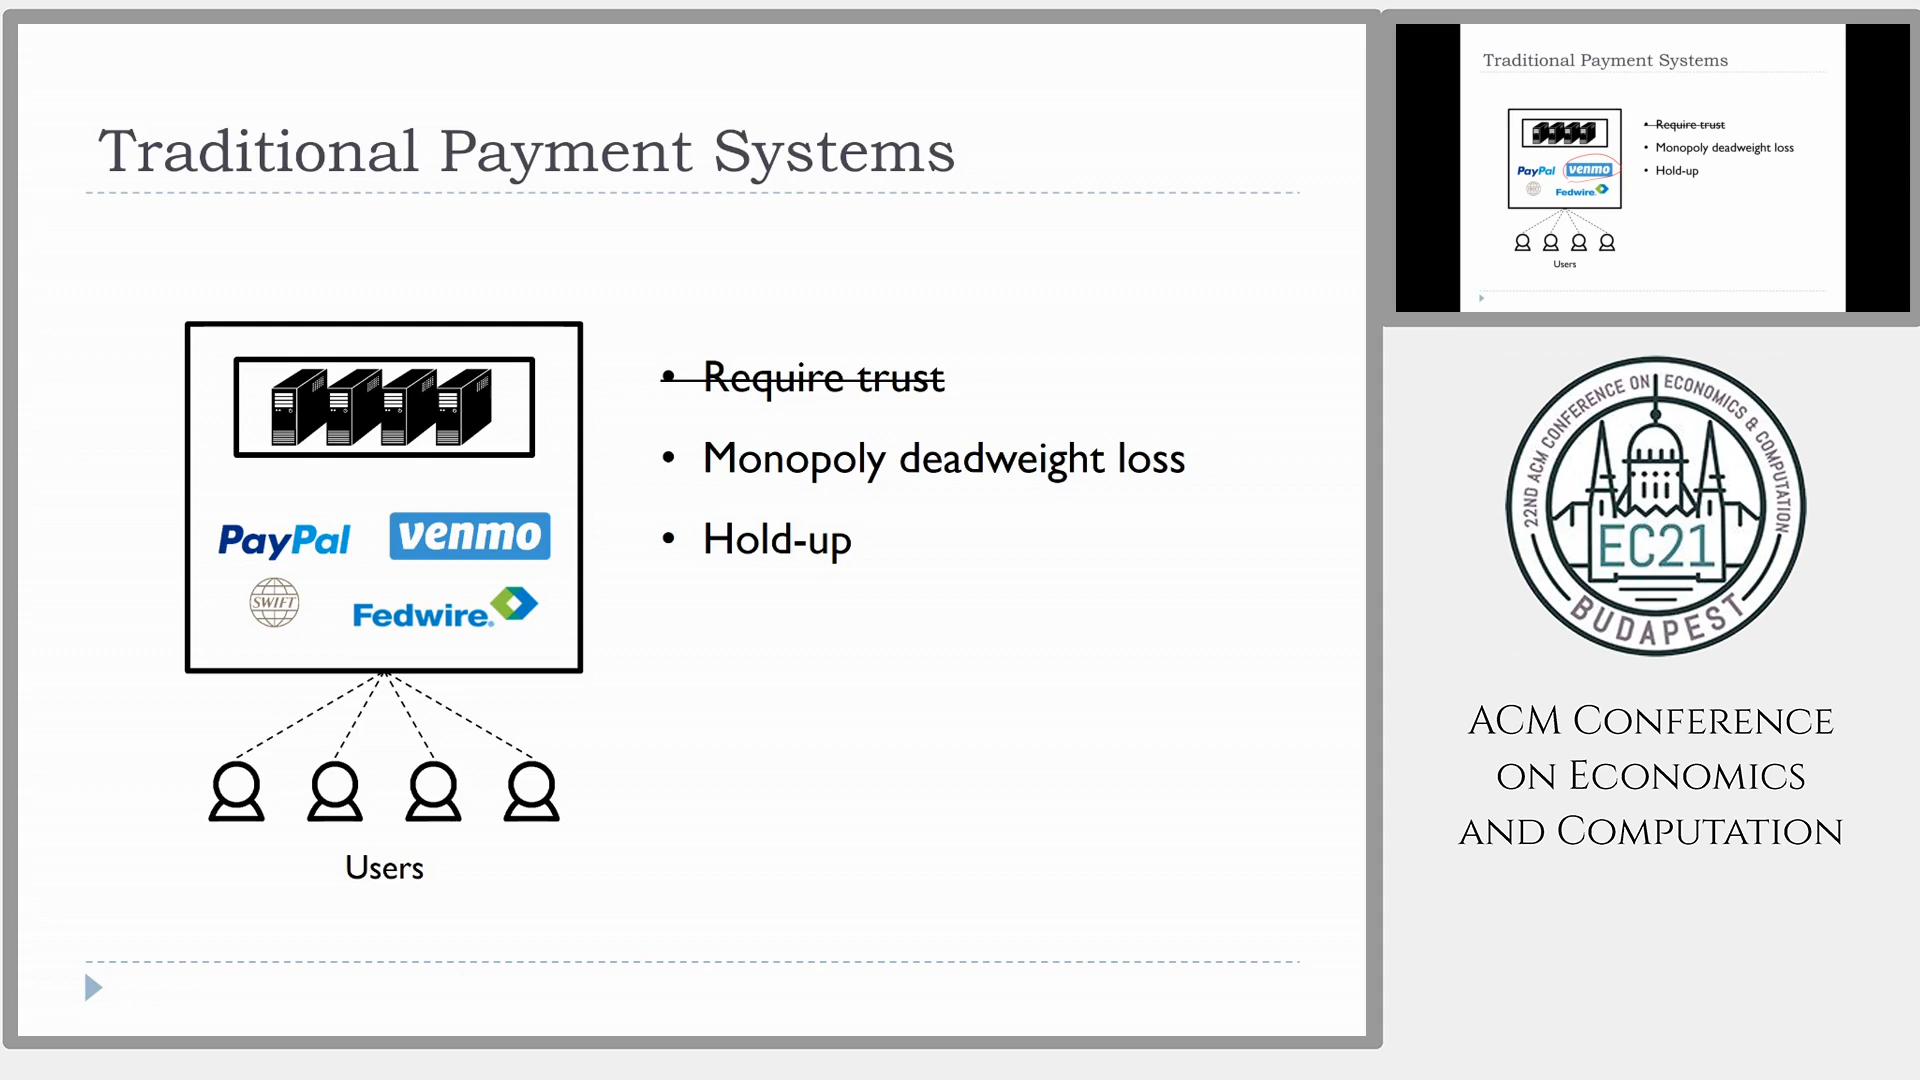 Traditional Payment Systems
• Require trust
• Monopoly deadweight loss
• Hold-up
PayPal venmo
SWIFT Fedwire®
Users
Traditional Payment Systems
• Require trust
• Monopoly deadweight loss
• Hold-up
PayPal venmo
Fedwire
Users
22ND ACM CONFERENCE ON ECONOMICS & COMPUTATION
EC21
BUDAPEST
ACM CONFERENCE
ON ECONOMICS
AND COMPUTATION